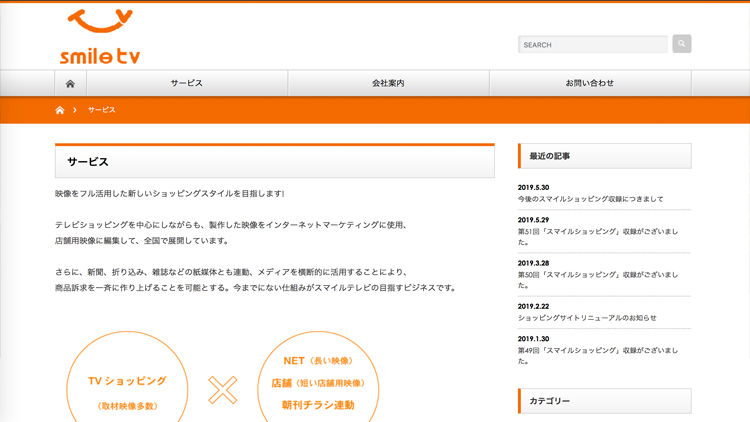 smile tv
SEARCH
サービス
会社案内
お問い合わせ
サービス
サービス
映像をフル活用した新しいショッピングスタイルを目指します!
テレビショッピングを中心にしながらも、製作した映像をインターネットマーケティングに使用、
店舗用映像に編集して、全国で展開しています。
さらに、新聞、折り込み、雑誌などの紙媒体とも連動、メディアを横断的に活用することにより、
商品訴求を一斉に作り上げることを可能とする。今までにない仕組みがスマイルテレビの目指すビジネスです。
TV ショッピング
（取材映像多数）
NET（長い映像）
店舗（短い店舗用映像）
朝刊チラシ連動
最近の記事
2019.5.30
今後のスマイルショッピング収録につきまして
2019.5.29
第51回「スマイルショッピング」収録がございまし
た。
2019.3.28
第50回「スマイルショッピング」収録がございまし
た。
2019.2.22
ショッピングサイトリニューアルのお知らせ
2019.1.30
第49回「スマイルショッピング」収録がございまし
た。
カテゴリー